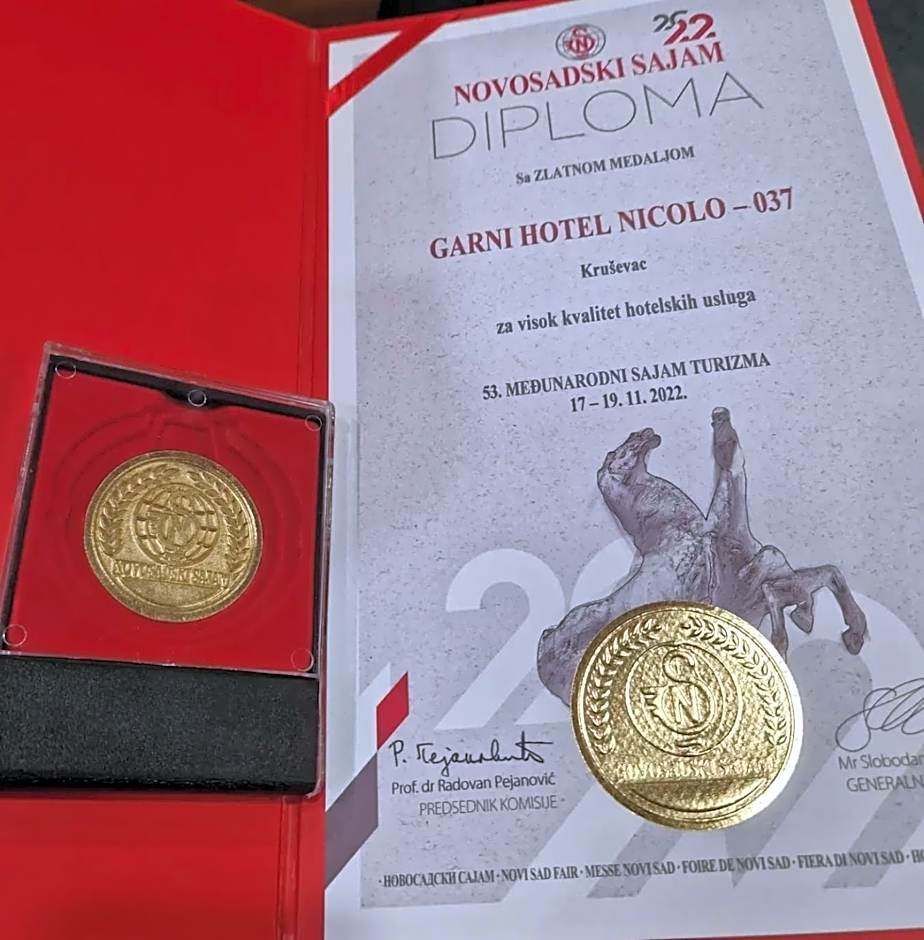 2022
NOVOSADSKI SAJAM
DIPLOMA
Sa ZLATNOM MEDALJOM
GARNI HOTEL NICOLO – 037
Kruševac
za visok kvalitet hotelskih usluga
53. MEĐUNARODNI SAJAM TURIZMA
17 – 19. 11. 2022.
NOVOSADSKI SAJAM
NOVOSADSKI SAJAM
Prof. dr Radovan Pejanović
PREDSEDNIK KOMISIJE
Mr Slobodan
GENERALN
· НОВОСАДСКИ САЈАМ · NOVI SAD FAIR · MESSE NOVI SAD · FOIRE DE NOVI SAD · FIERA DI NOVI SAD ·